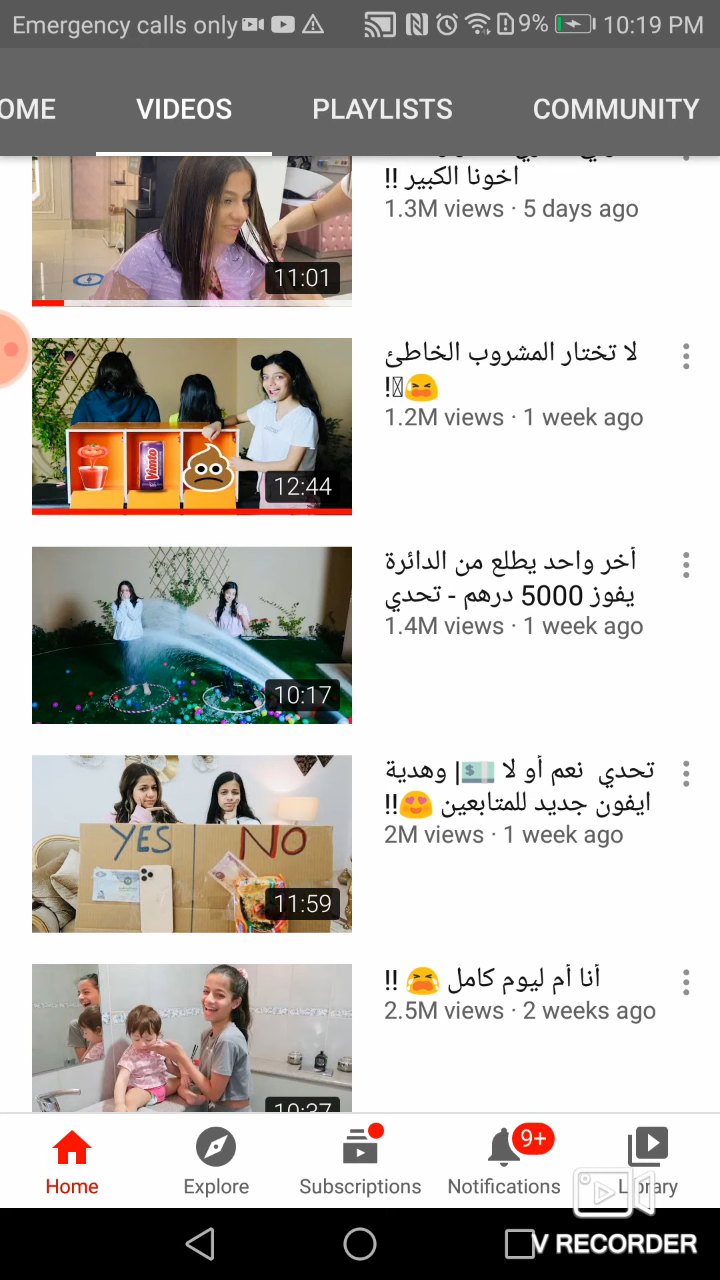 Emergency calls only
9%
10:19 PM
OME
VIDEOS
PLAYLISTS
COMMUNITY
اخونا الكبير !!
1.3M views · 5 days ago
11:01
لا تختار المشروب الخاطئ
😝!
1.2M views · 1 week ago
Vimto
12:44
أخر واحد يطلع من الدائرة
يفوز 5000 درهم - تحدي
1.4M views · 1 week ago
10:17
تحدي نعم أو لا 💵| وهدية
ايفون جديد للمتابعين 😍!!
2M views · 1 week ago
YES
NO
11:59
أنا أم ليوم كامل 😭 !!
2.5M views · 2 weeks ago
10:37
Home
Explore
Subscriptions
9+
Notifications
Library
V RECORDER